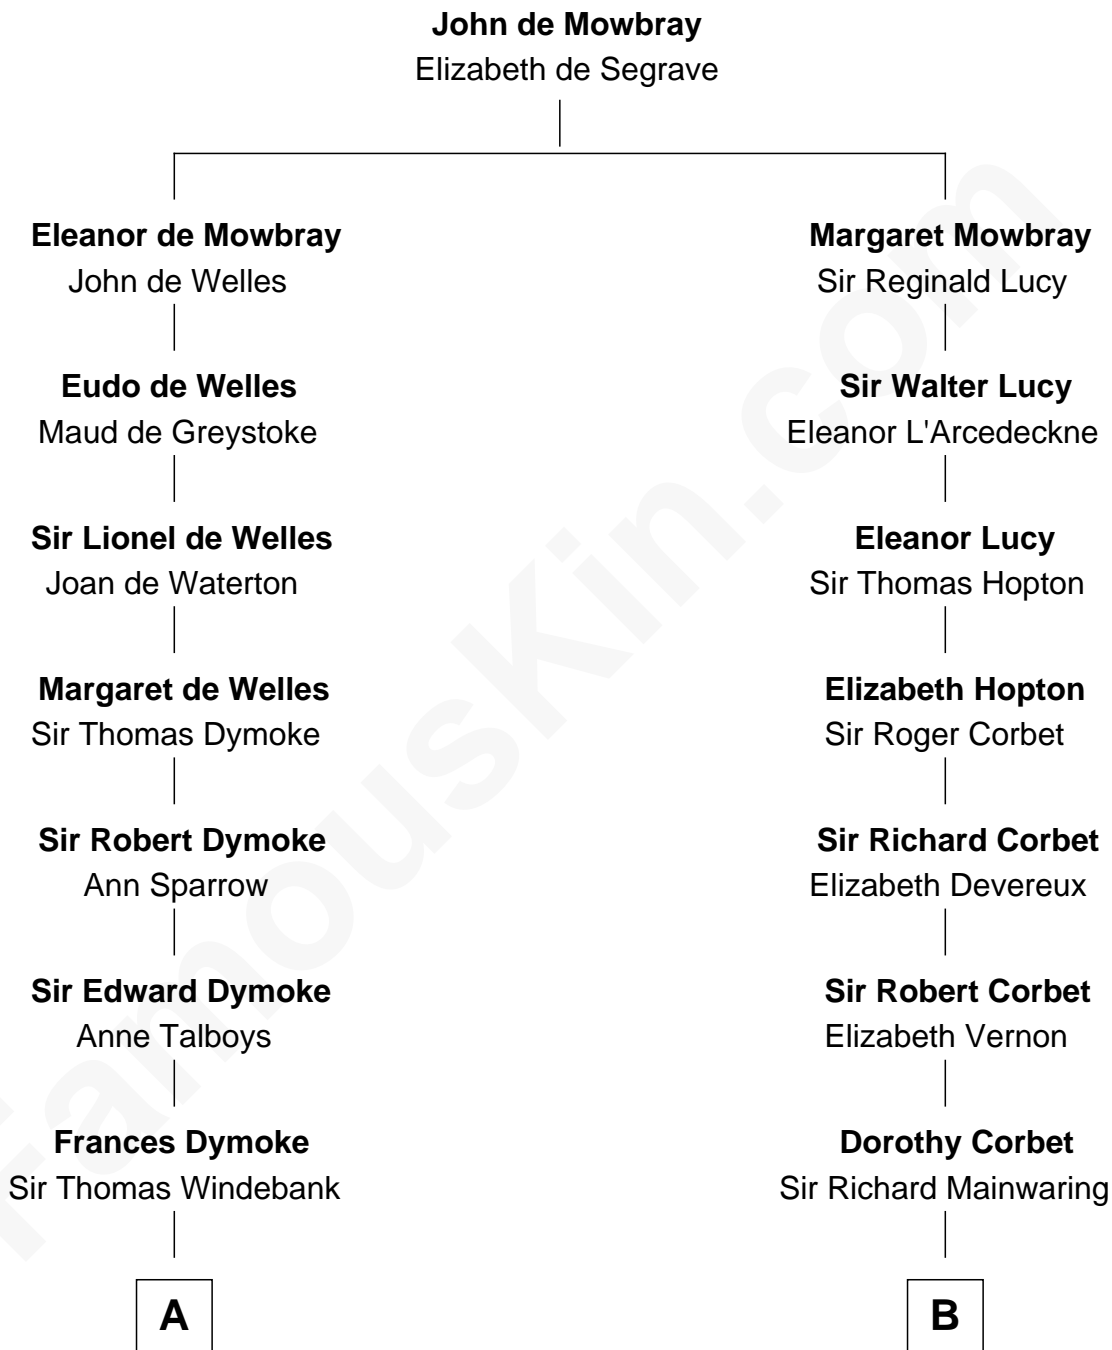 John de Mowbray
Elizabeth de Segrave
Eleanor de Mowbray
John de Welles
Margaret Mowbray
Sir Reginald Lucy
Eudo de Welles
Maud de Greystoke
Sir Walter Lucy
Eleanor L'Arcedeckne
Sir Lionel de Welles
Joan de Waterton
Eleanor Lucy
Sir Thomas Hopton
Margaret de Welles
Sir Thomas Dymoke
Elizabeth Hopton
Sir Roger Corbet
Sir Robert Dymoke
Ann Sparrow
Sir Richard Corbet
Elizabeth Devereux
Sir Edward Dymoke
Anne Talboys
Sir Robert Corbet
Elizabeth Vernon
Frances Dymoke
Sir Thomas Windebank
Dorothy Corbet
Sir Richard Mainwaring
A
B
FamousKin.com